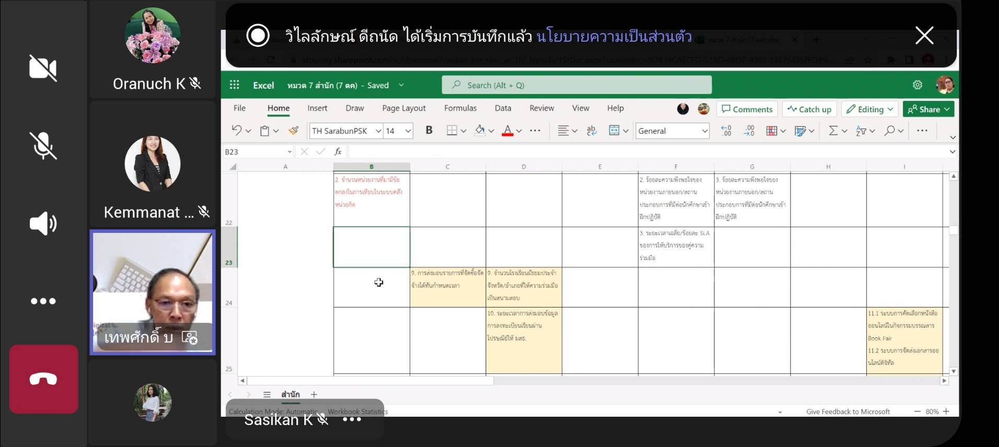 วิไลลักษณ์ ดีถนัด ได้เริ่มการบันทึกแล้ว นโยบายความเป็นส่วนตัว
Oranuch K
Kemmanat ...
เทพศักดิ์ บ
Sasikan K
Excel หมวด 7 สำนัก (7 ตค) - Saved
Search (Alt + Q)
File Home Insert Draw Page Layout Formulas Data Review View Help
Comments Catch up Editing Share
TH SarabunPSK 14 B General
B23 fx
A B C D E F G H I
22
2. จำนวนหน่วยงานที่มามีข้อ
ตกลงในการเทียบในระบบคลัง
หน่วยกิต
2. ร้อยละความพึงพอใจของ
หน่วยงานภายนอก/สถาน
ประกอบการที่มีต่อนักศึกษาเข้า
ฝึกปฏิบัติ
3. ร้อยละความพึงพอใจของ
หน่วยงานภายนอก/สถาน
ประกอบการที่มีต่อนักศึกษาเข้า
ฝึกปฏิบัติ
23
3. ระยะเวลาเฉลี่ย/ร้อยละ SLA
ของการให้บริการของคู่ความ
ร่วมมือ
24
9. การส่งมอบรายการที่จัดซื้อจัด
จ้างได้ทันกำหนดเวลา
9. จำนวนโรงเรียนมัธยมประจำ
จังหวัด/อำเภอที่ให้ความร่วมมือ
เป็นสนามสอบ
25
10. ระยะเวลาการส่งมอบข้อมูล
การลงทะเบียนเรียนผ่าน
ไปรษณีย์ให้ มสธ.
11.1 ระบบการคัดเลือกหนังสือ
ออนไลน์ในกิจกรรมบรรณสาร
Book Fair
11.2 ระบบการจัดส่งเอกสารออ
นไลน์ดิจิทัล
สำนัก
Calculation Mode: Automatic Workbook Statistics
Give Feedback to Microsoft 80%